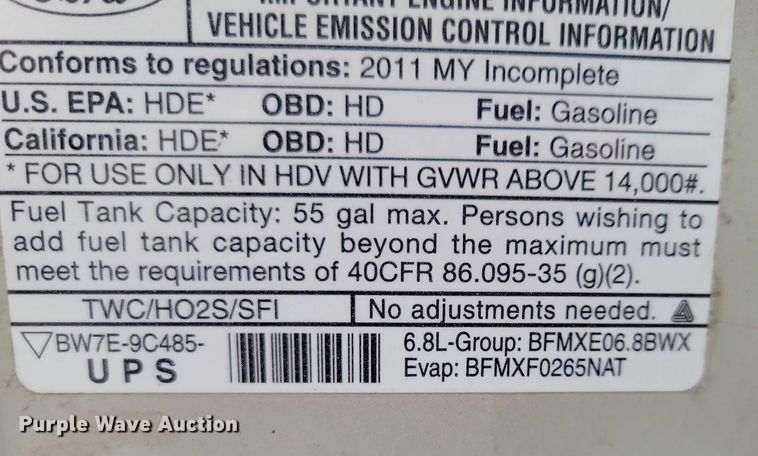 Ford
IMPORTANT ENGINE INFORMATION/
VEHICLE EMISSION CONTROL INFORMATION
Conforms to regulations: 2011 MY Incomplete
U.S. EPA: HDE* OBD: HD Fuel: Gasoline
California: HDE* OBD: HD Fuel: Gasoline
* FOR USE ONLY IN HDV WITH GVWR ABOVE 14,000#.
Fuel Tank Capacity: 55 gal max. Persons wishing to
add fuel tank capacity beyond the maximum must
meet the requirements of 40CFR 86.095-35 (g)(2).
TWC/HO2S/SFI No adjustments needed.
BW7E-9C485- 6.8L-Group: BFMXE06.8BWX
UPS Evap: BFMXF0265NAT
Purple Wave Auction